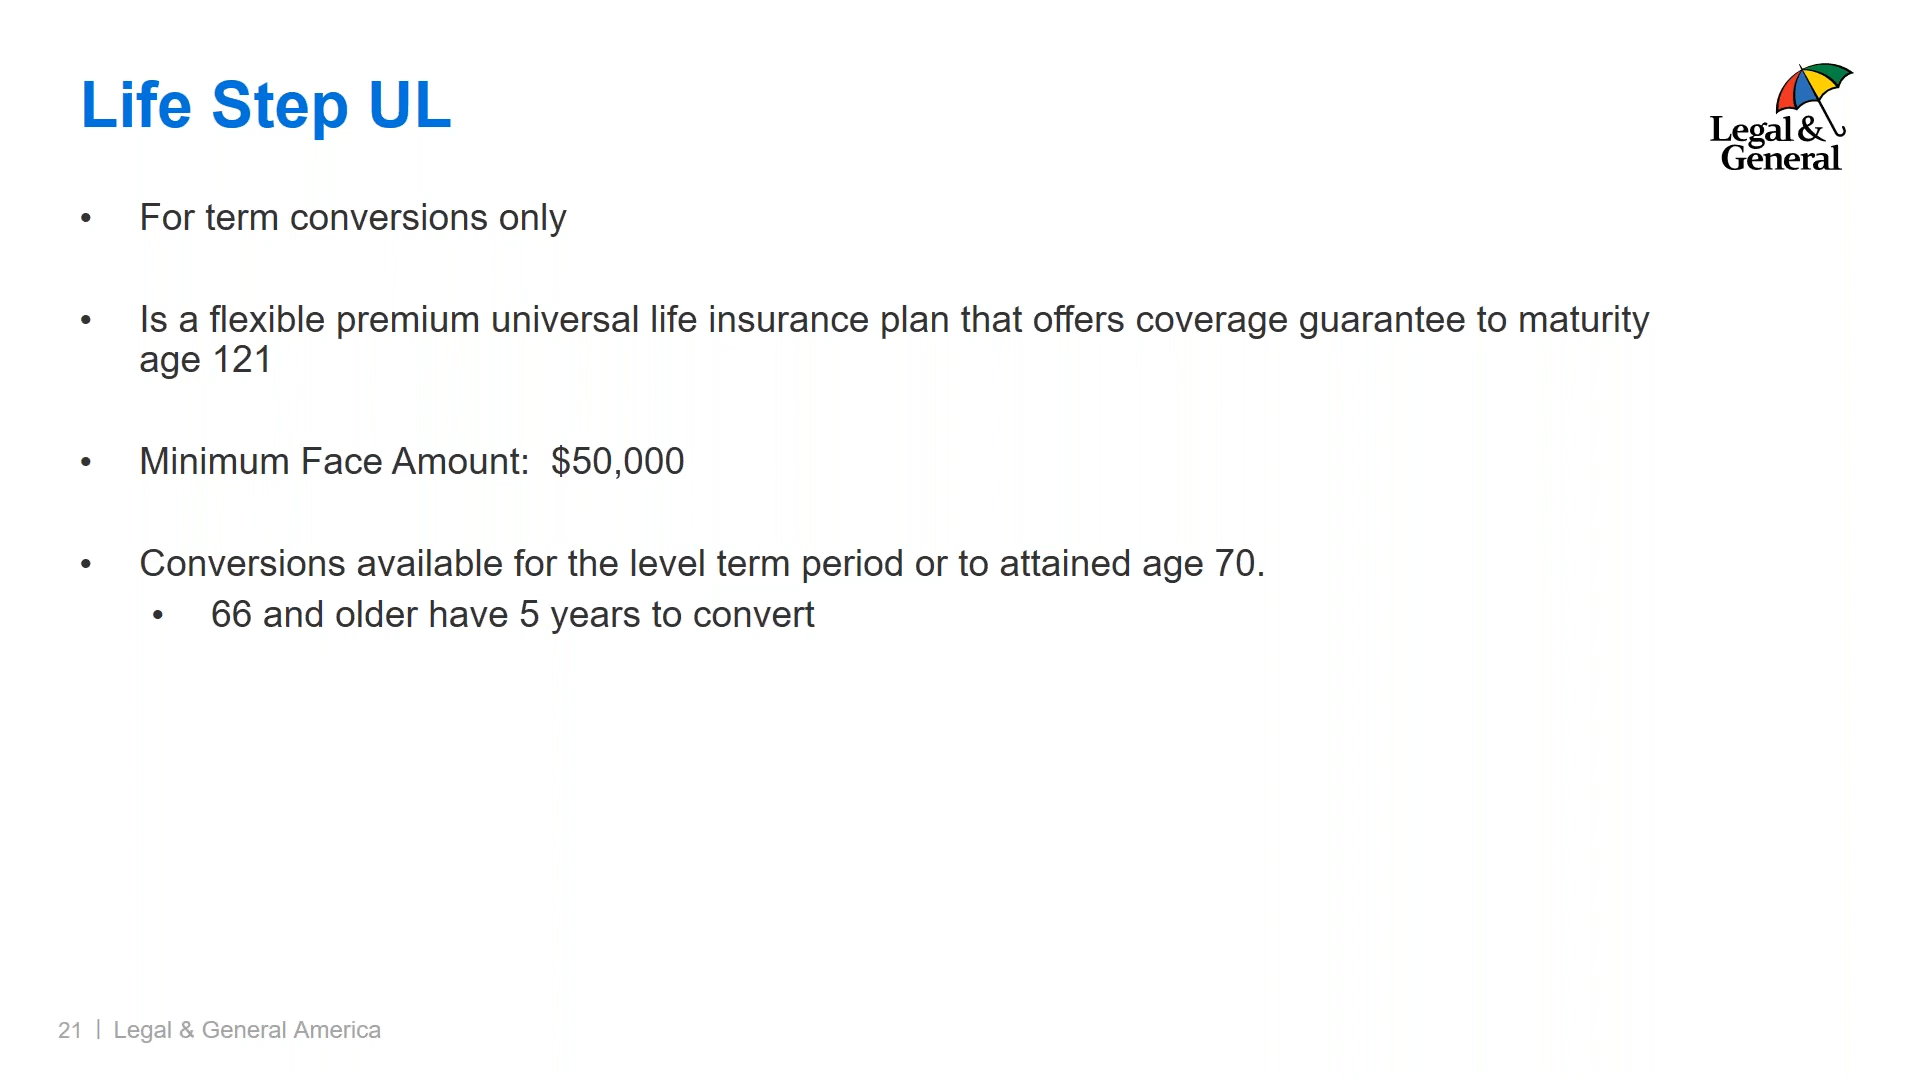 Life Step UL
Legal &
General
• For term conversions only
• Is a flexible premium universal life insurance plan that offers coverage guarantee to maturity
age 121
• Minimum Face Amount:  $50,000
• Conversions available for the level term period or to attained age 70.
• 66 and older have 5 years to convert
21 | Legal & General America